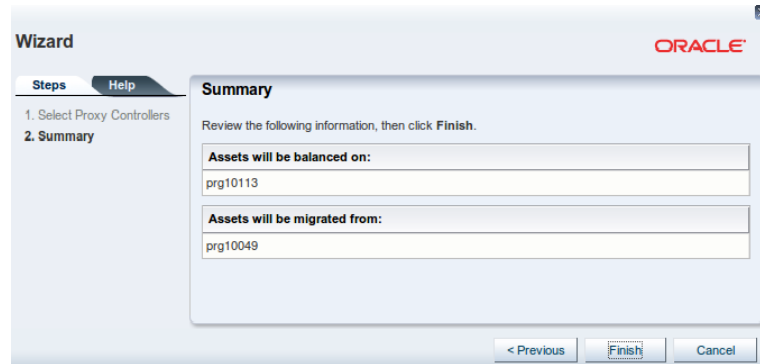 Wizard
ORACLE
Steps
Help
1. Select Proxy Controllers
2. Summary
Summary
Review the following information, then click Finish.
Assets will be balanced on:
prg10113
Assets will be migrated from:
prg10049
< Previous
Finish
Cancel